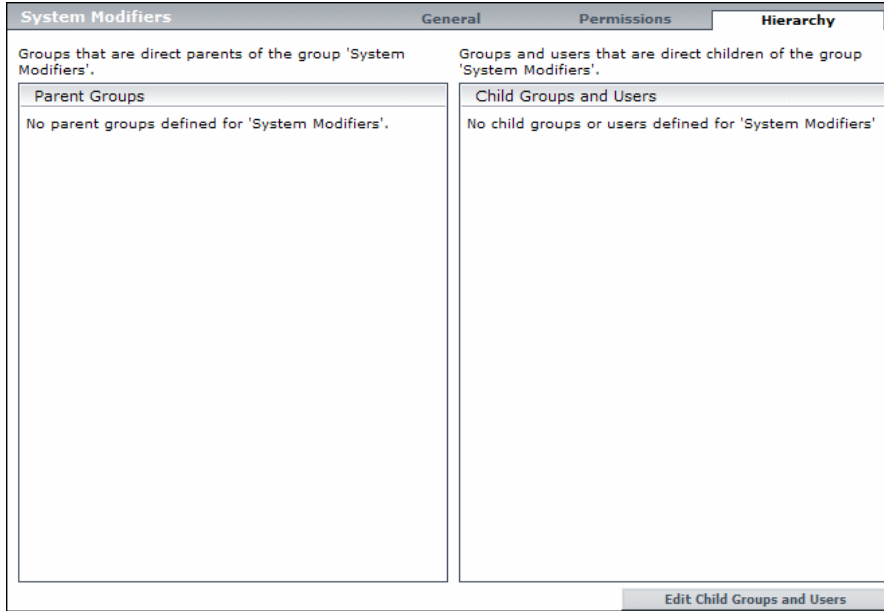 System Modifiers
General
Permissions
Hierarchy
Groups that are direct parents of the group 'System
Modifiers'.
Parent Groups
No parent groups defined for 'System Modifiers'.
Groups and users that are direct children of the group
'System Modifiers'.
Child Groups and Users
No child groups or users defined for 'System Modifiers'
Edit Child Groups and Users